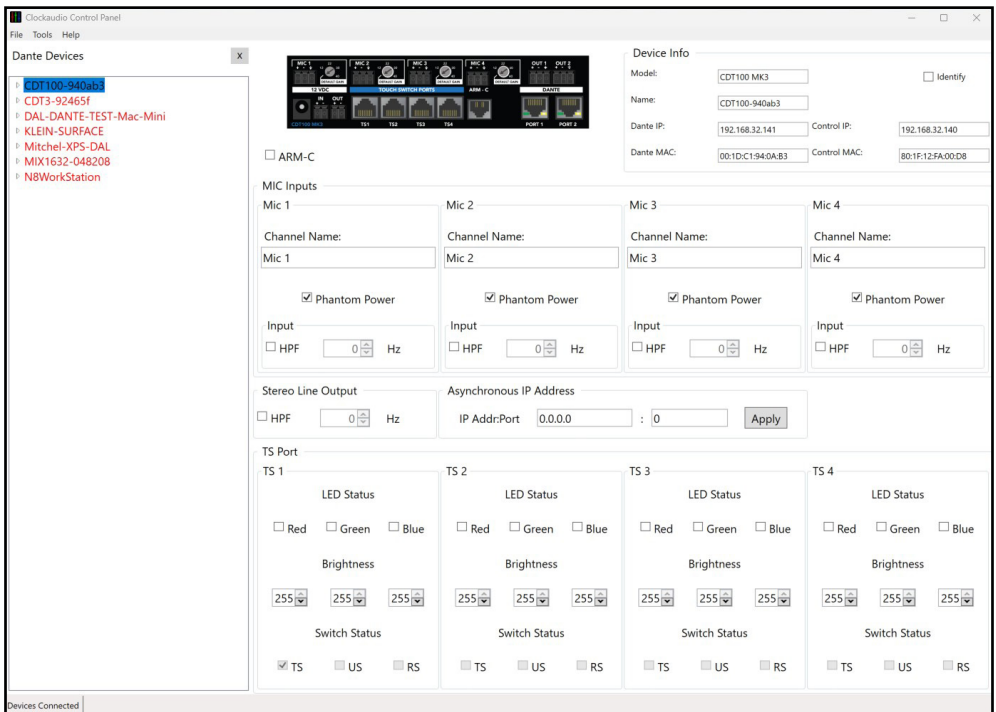 Clockaudio Control Panel
File Tools Help
Dante Devices X
CDT100-940ab3
CDT3-92465f
DAL-DANTE-TEST-Mac-Mini
KLEIN-SURFACE
Mitchel-XPS-DAL
MIX1632-048208
N8WorkStation
MIC 1 MIC 2 MIC 3 MIC 4 OUT 1 OUT 2
DEFAULT GAIN DEFAULT GAIN DEFAULT GAIN DEFAULT GAIN
12 VDC TOUCH SWITCH PORTS ARM - C DANTE
IN OUT
CDT100 MK3 TS1 TS2 TS3 TS4 PORT 1 PORT 2
ARM-C
Device Info
Model: CDT100 MK3 Identify
Name: CDT100-940ab3
Dante IP: 192.168.32.141 Control IP: 192.168.32.140
Dante MAC: 00:1D:C1:94:0A:B3 Control MAC: 80:1F:12:FA:00:D8
MIC Inputs
Mic 1 Mic 2 Mic 3 Mic 4
Channel Name: Channel Name: Channel Name: Channel Name:
Mic 1 Mic 2 Mic 3 Mic 4
Phantom Power Phantom Power Phantom Power Phantom Power
Input Input Input Input
HPF 0 Hz HPF 0 Hz HPF 0 Hz HPF 0 Hz
Stereo Line Output Asynchronous IP Address
HPF 0 Hz IP Addr:Port 0.0.0.0 : 0 Apply
TS Port
TS 1 TS 2 TS 3 TS 4
LED Status LED Status LED Status LED Status
Red Green Blue Red Green Blue Red Green Blue Red Green Blue
Brightness Brightness Brightness Brightness
255 255 255 255 255 255 255 255 255 255 255 255
Switch Status Switch Status Switch Status Switch Status
TS US RS TS US RS TS US RS TS US RS
Devices Connected